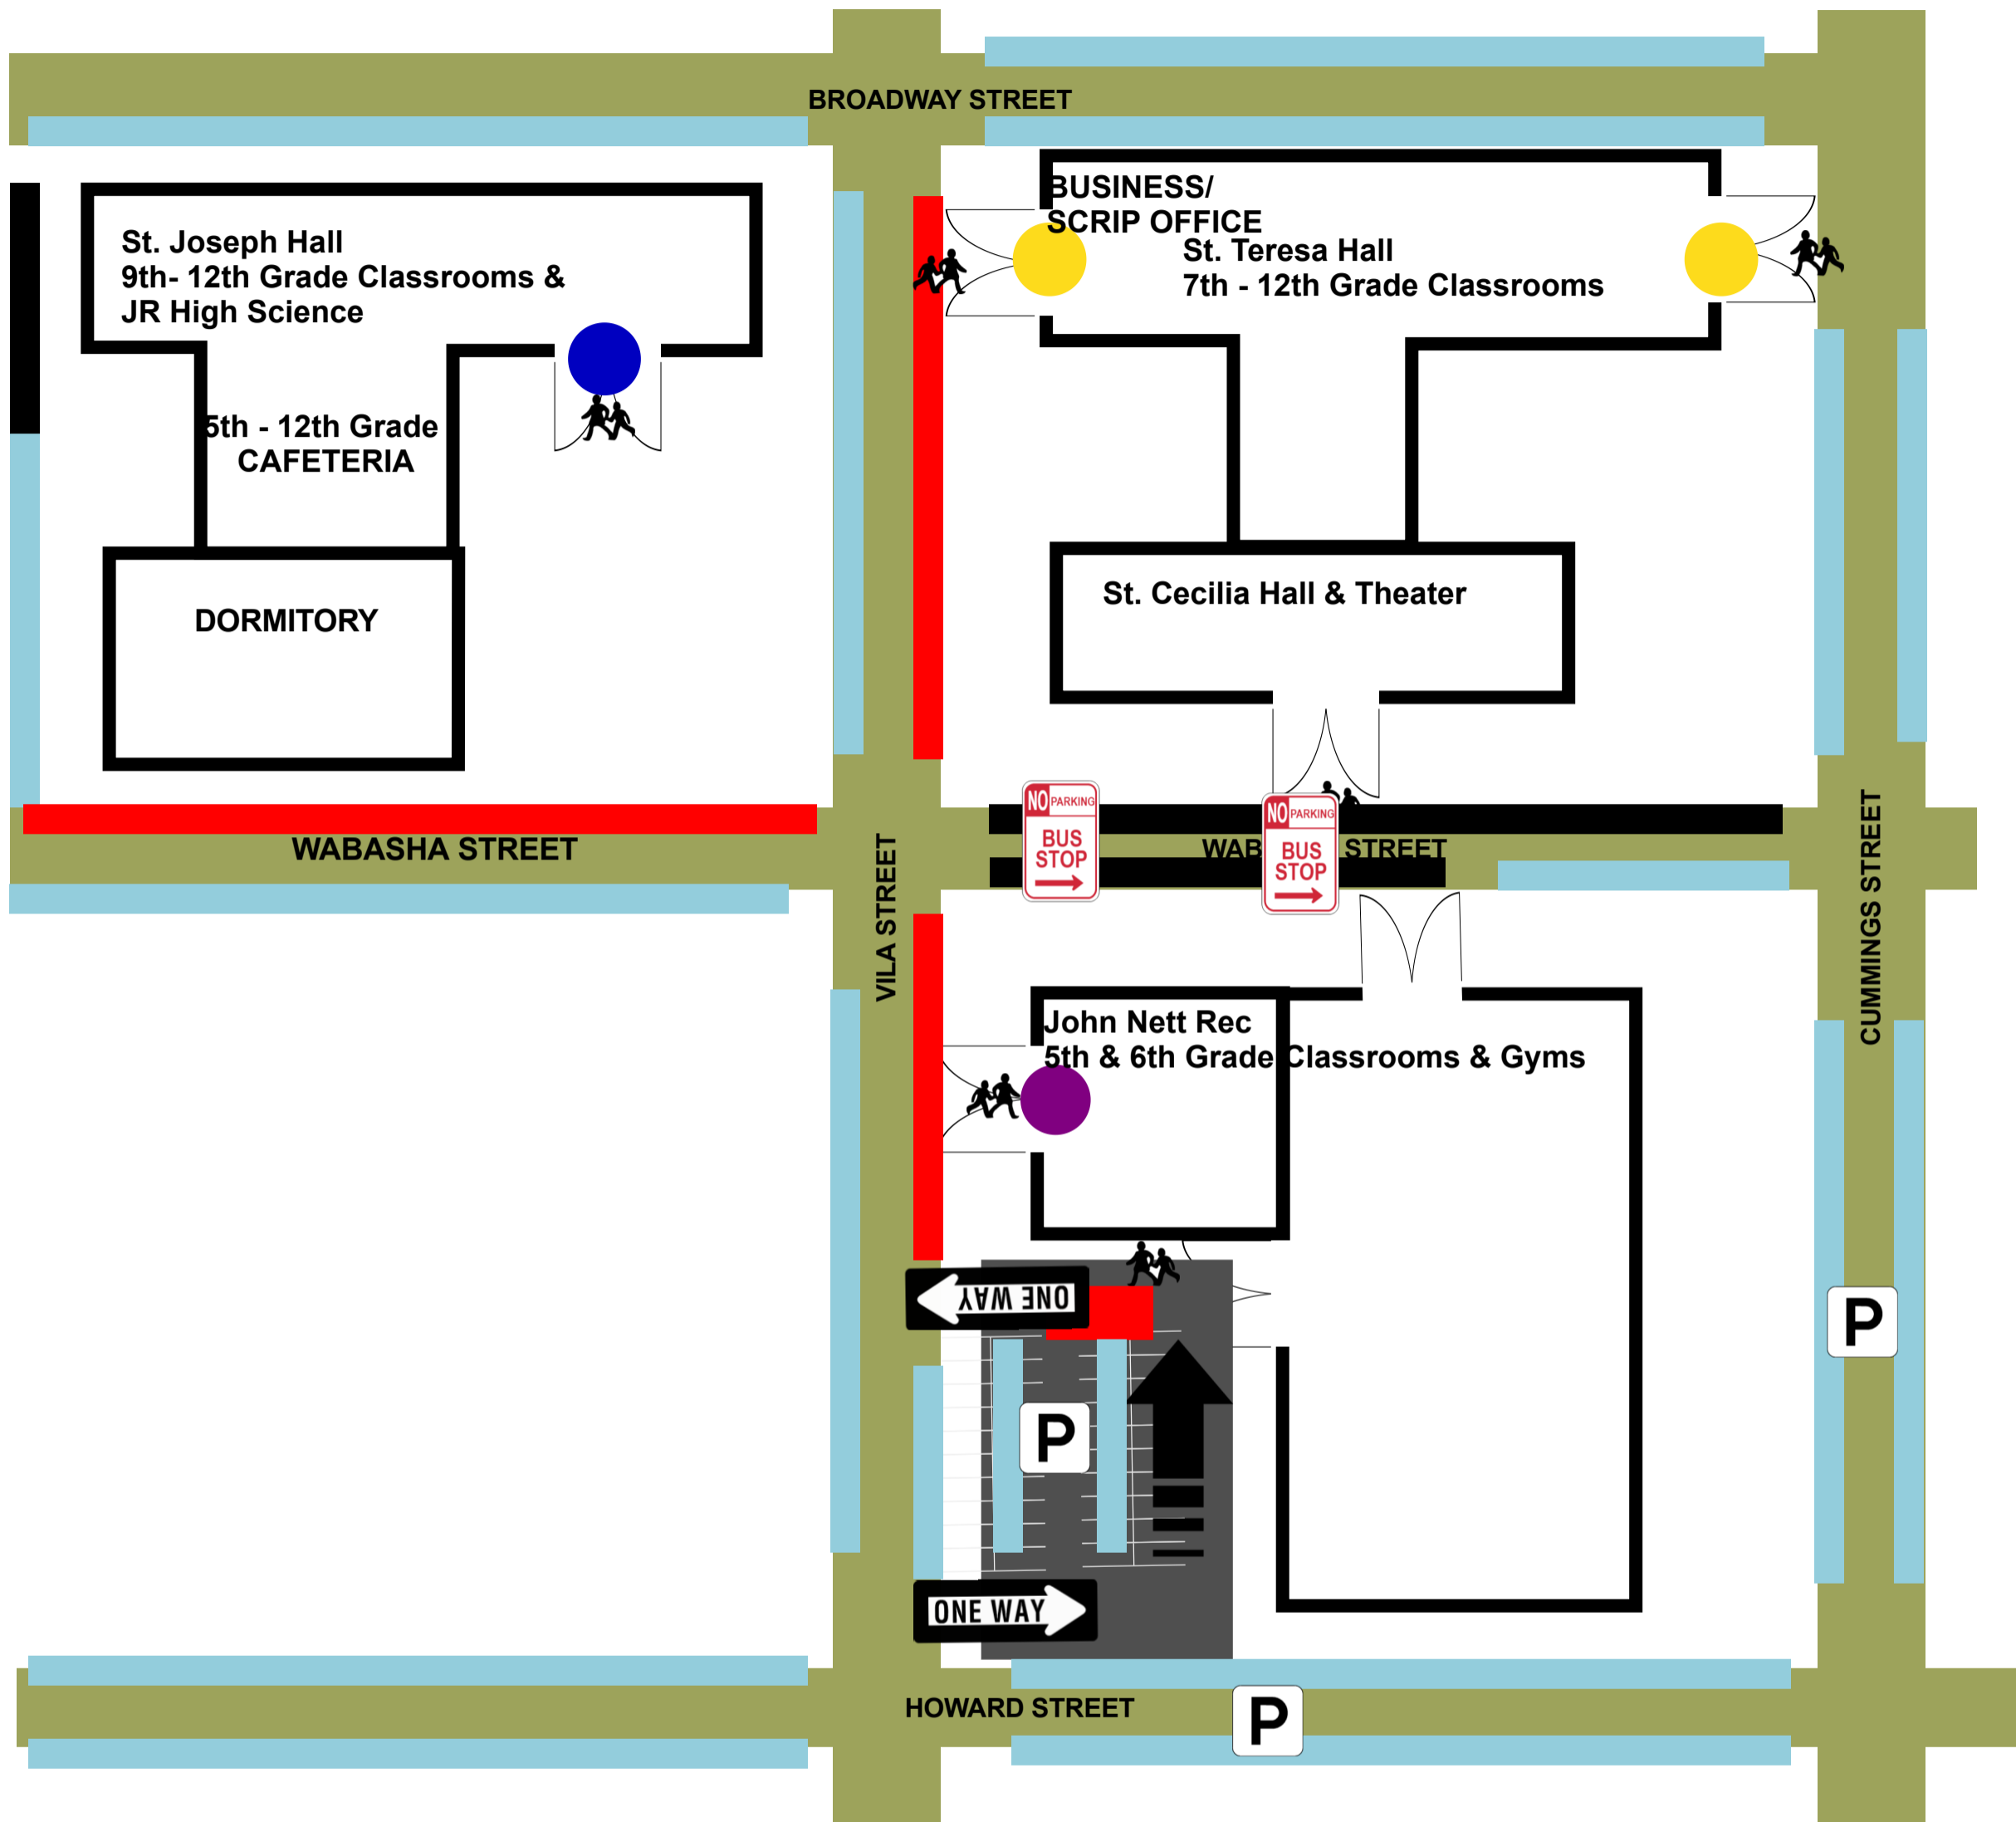 BROADWAY STREET
BUSINESS/
SCRIP OFFICE
St. Joseph Hall
9th- 12th Grade Classrooms &
JR High Science
St. Teresa Hall
7th - 12th Grade Classrooms
5th - 12th Grade
CAFETERIA
St. Cecilia Hall & Theater
DORMITORY
NO PARKING
BUS
STOP
NO PARKING
BUS
STOP
WABASHA STREET
WAB STREET
VILA STREET
CUMMINGS STREET
John Nett Rec
5th & 6th Grade Classrooms & Gyms
ONE WAY
P
P
ONE WAY
HOWARD STREET
P